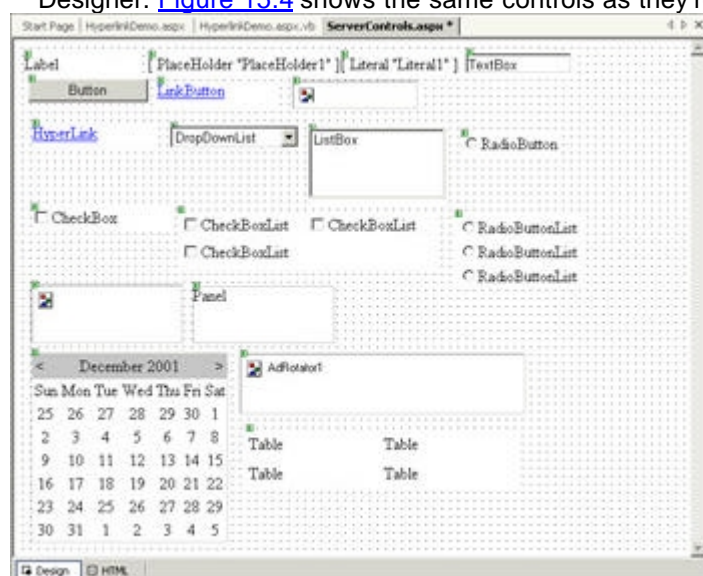 Designer. Figure 13.4 shows the same controls as they'r
Start Page HyperlinkDemo.aspx HyperlinkDemo.aspx.vb ServerControls.aspx *
Label [ PlaceHolder "PlaceHolder1" ] [ Literal "Literal1" ] TextBox
Button LinkButton
HyperLink DropDownList ListBox RadioButton
CheckBox CheckBoxList CheckBoxList RadioButtonList
CheckBoxList RadioButtonList
RadioButtonList
Panel
< December 2001 > AdRotator1
Sun Mon Tue Wed Thu Fri Sat
25 26 27 28 29 30 1
2 3 4 5 6 7 8
9 10 11 12 13 14 15
16 17 18 19 20 21 22
23 24 25 26 27 28 29
30 31 1 2 3 4 5
Table Table
Table Table
Design HTML